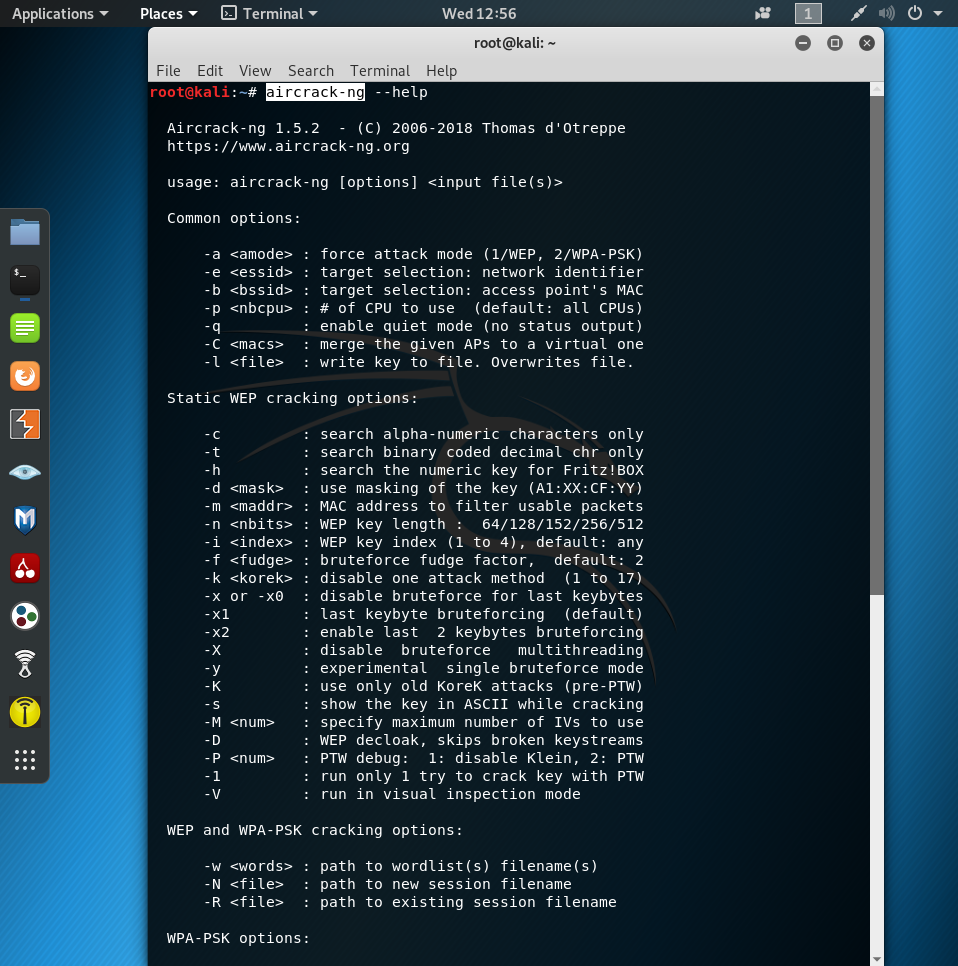 Applications Places Terminal Wed 12:56 1
root@kali: ~
File Edit View Search Terminal Help
root@kali:~# aircrack-ng --help
Aircrack-ng 1.5.2  - (C) 2006-2018 Thomas d'Otreppe
https://www.aircrack-ng.org
usage: aircrack-ng [options] <input file(s)>
Common options:
-a <amode> : force attack mode (1/WEP, 2/WPA-PSK)
-e <essid> : target selection: network identifier
-b <bssid> : target selection: access point's MAC
-p <nbcpu> : # of CPU to use  (default: all CPUs)
-q         : enable quiet mode (no status output)
-C <macs>  : merge the given APs to a virtual one
-l <file>  : write key to file. Overwrites file.
Static WEP cracking options:
-c         : search alpha-numeric characters only
-t         : search binary coded decimal chr only
-h         : search the numeric key for Fritz!BOX
-d <mask>  : use masking of the key (A1:XX:CF:YY)
-m <maddr> : MAC address to filter usable packets
-n <nbits> : WEP key length :  64/128/152/256/512
-i <index> : WEP key index (1 to 4), default: any
-f <fudge> : bruteforce fudge factor,  default: 2
-k <korek> : disable one attack method  (1 to 17)
-x or -x0  : disable bruteforce for last keybytes
-x1        : last keybyte bruteforcing  (default)
-x2        : enable last  2 keybytes bruteforcing
-X         : disable  bruteforce   multithreading
-y         : experimental  single bruteforce mode
-K         : use only old KoreK attacks (pre-PTW)
-s         : show the key in ASCII while cracking
-M <num>   : specify maximum number of IVs to use
-D         : WEP decloak, skips broken keystreams
-P <num>   : PTW debug:  1: disable Klein, 2: PTW
-1         : run only 1 try to crack key with PTW
-V         : run in visual inspection mode
WEP and WPA-PSK cracking options:
-w <words> : path to wordlist(s) filename(s)
-N <file>  : path to new session filename
-R <file>  : path to existing session filename
WPA-PSK options: